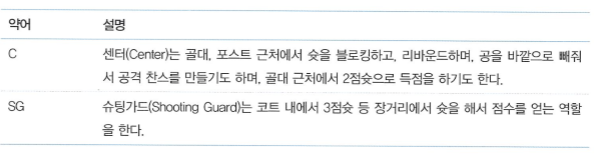 약어 설명
C 센터(Center)는 골대, 포스트 근처에서 슛을 블로킹하고, 리바운드하며, 공을 바깥으로 빼줘
서 공격 찬스를 만들기도 하며, 골대 근처에서 2점슛으로 득점을 하기도 한다.
SG 슈팅가드(Shooting Guard)는 코트 내에서 3점슛 등 장거리에서 슛을 해서 점수를 얻는 역할
을 한다.